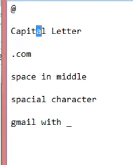 @
Capital Letter
.com
space in middle
spacial character
gmail with _